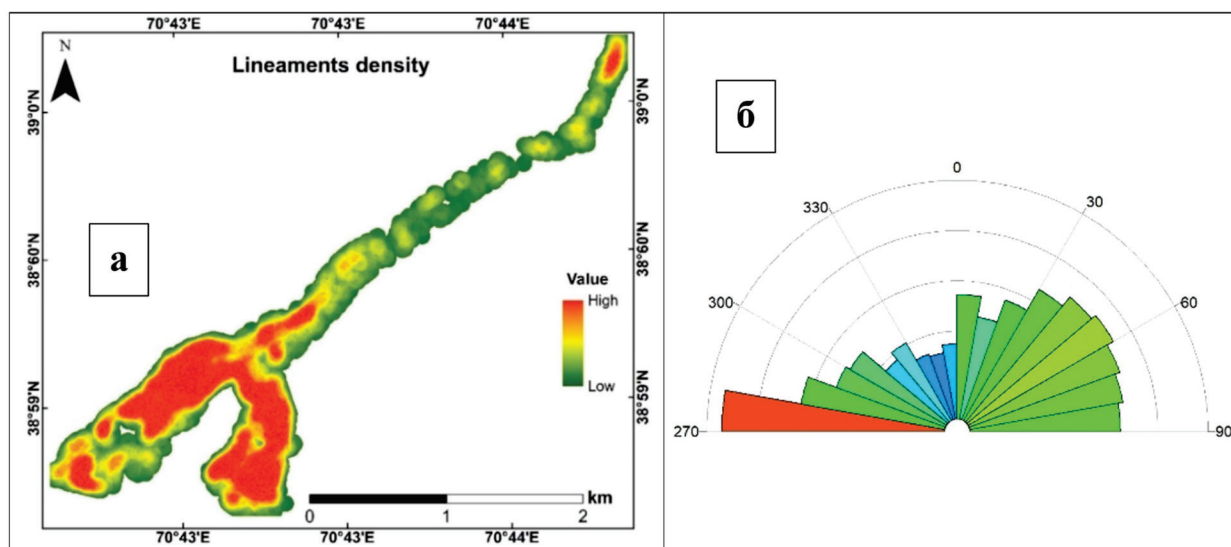 70°43'E 70°43'E 70°44'E
N
Lineaments density
39°0'N
39°0'N
а
38°60'N
38°60'N
Value
High
Low
38°59'N
38°59'N
km
0 1 2
70°43'E 70°43'E 70°44'E
б
0
330 30
300 60
270 90